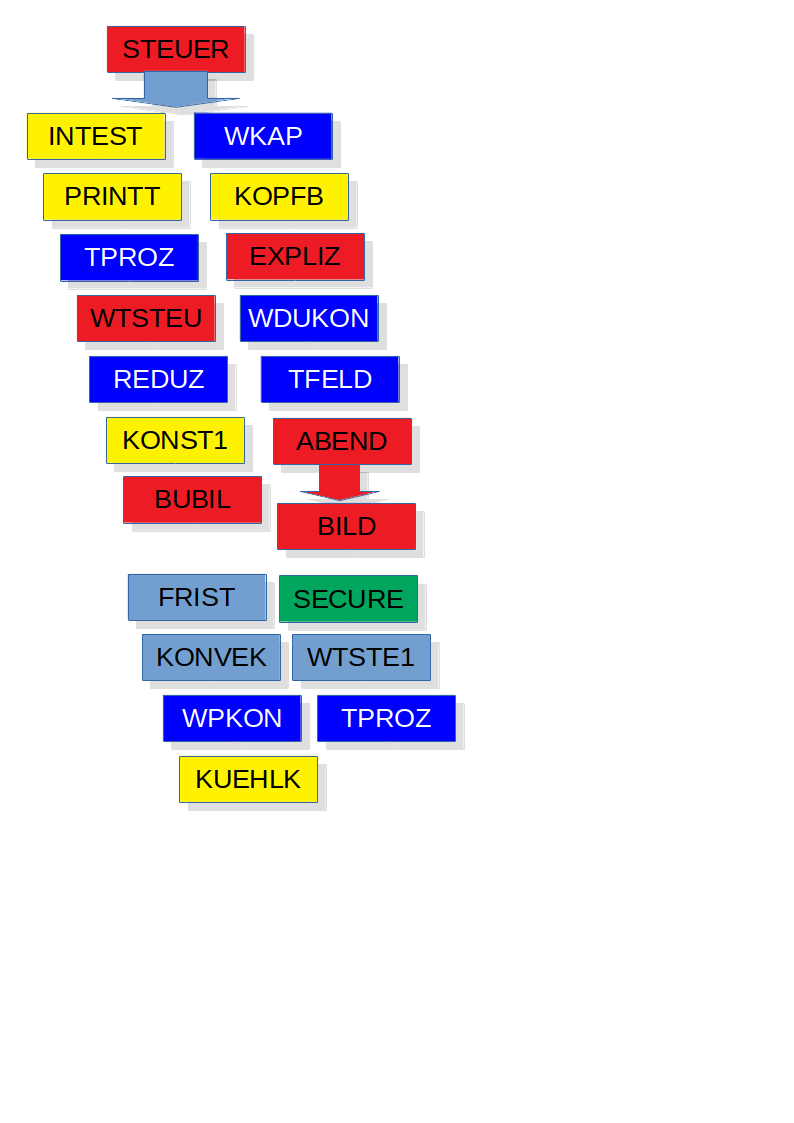 STEUER
INTEST WKAP
PRINTT KOPFB
TPROZ EXPLIZ
WTSTEU WDUKON
REDUZ TFELD
KONST1 ABEND
BUBIL
BILD
FRIST SECURE
KONVEK WTSTE1
WPKON TPROZ
KUEHLK